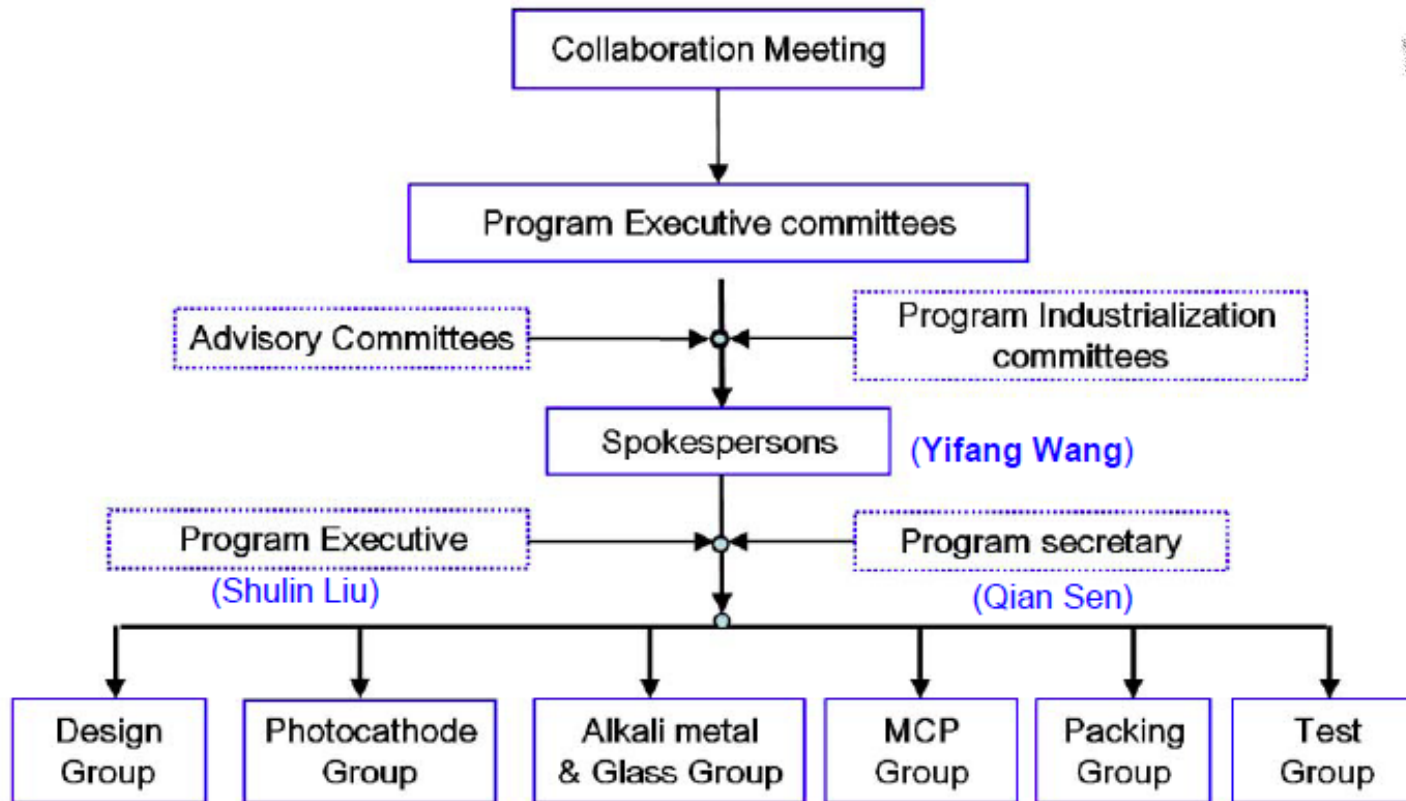 Collaboration Meeting
Program Executive committees
Advisory Committees
Program Industrialization
committees
Spokespersons
(Yifang Wang)
Program Executive
(Shulin Liu)
Program secretary
(Qian Sen)
Design
Group
Photocathode
Group
Alkali metal
& Glass Group
MCP
Group
Packing
Group
Test
Group